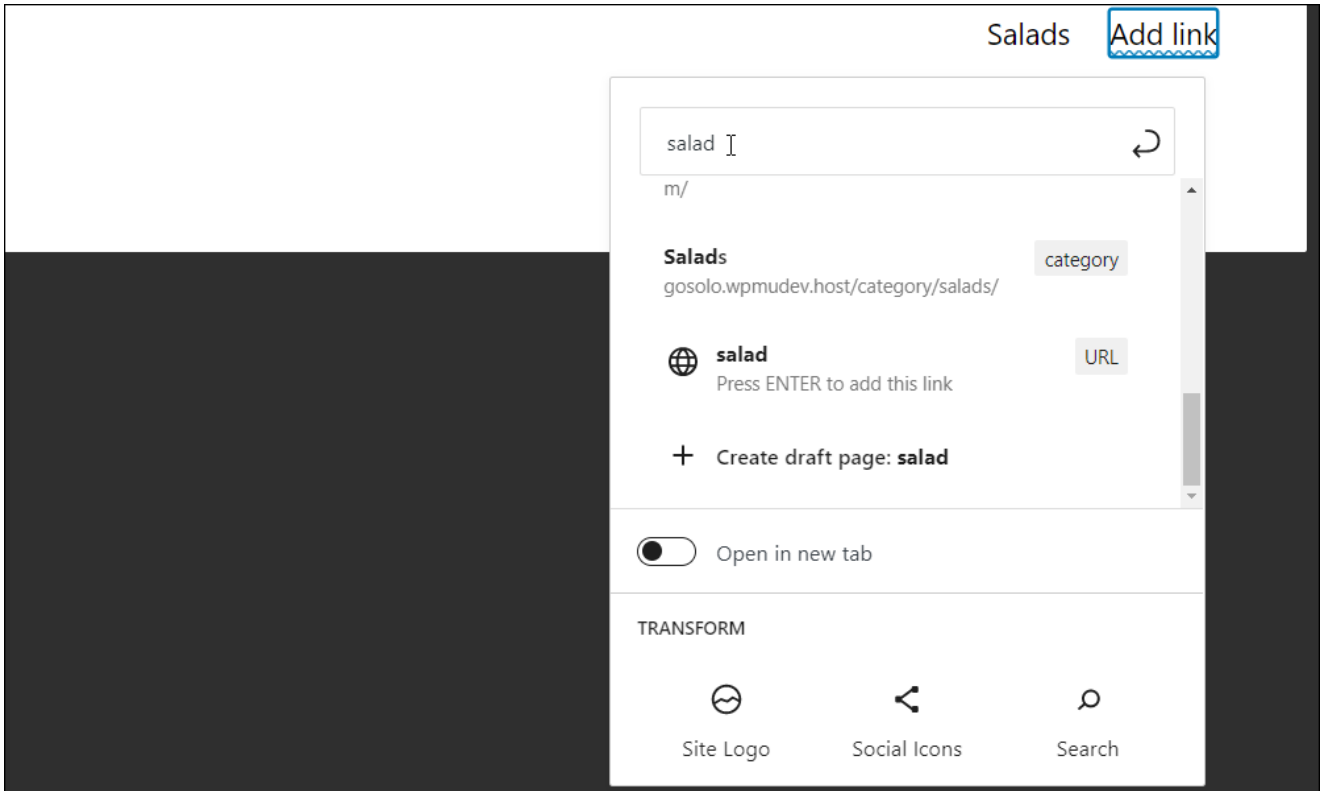 Salads Add link
salad
m/
Salads category
gosolo.wpmudev.host/category/salads/
salad URL
Press ENTER to add this link
Create draft page: salad
Open in new tab
TRANSFORM
Site Logo Social Icons Search